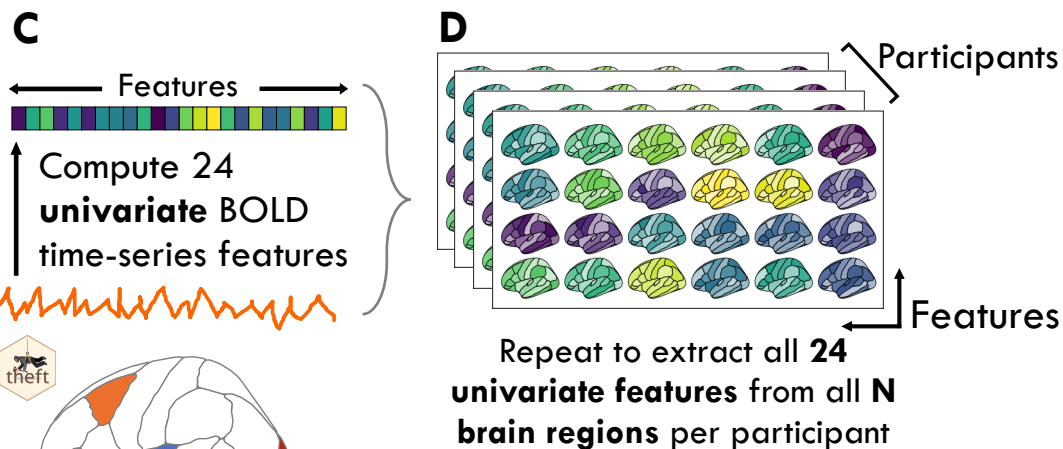 C
Features
Compute 24
univariate BOLD
time-series features
theft
D
Participants
Features
Repeat to extract all 24
univariate features from all N
brain regions per participant